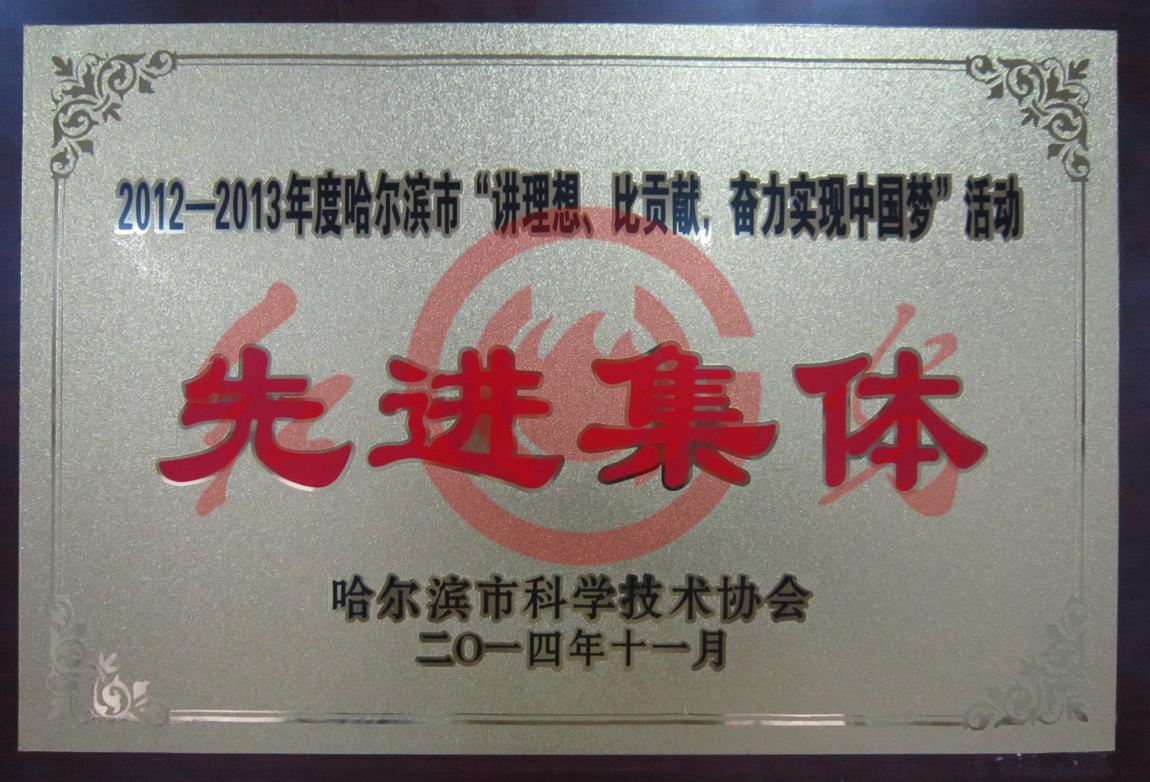 2012—2013年度哈尔滨市“讲理想、比贡献，奋力实现中国梦”活动
先进集体
哈尔滨市科学技术协会
二O一四年十一月